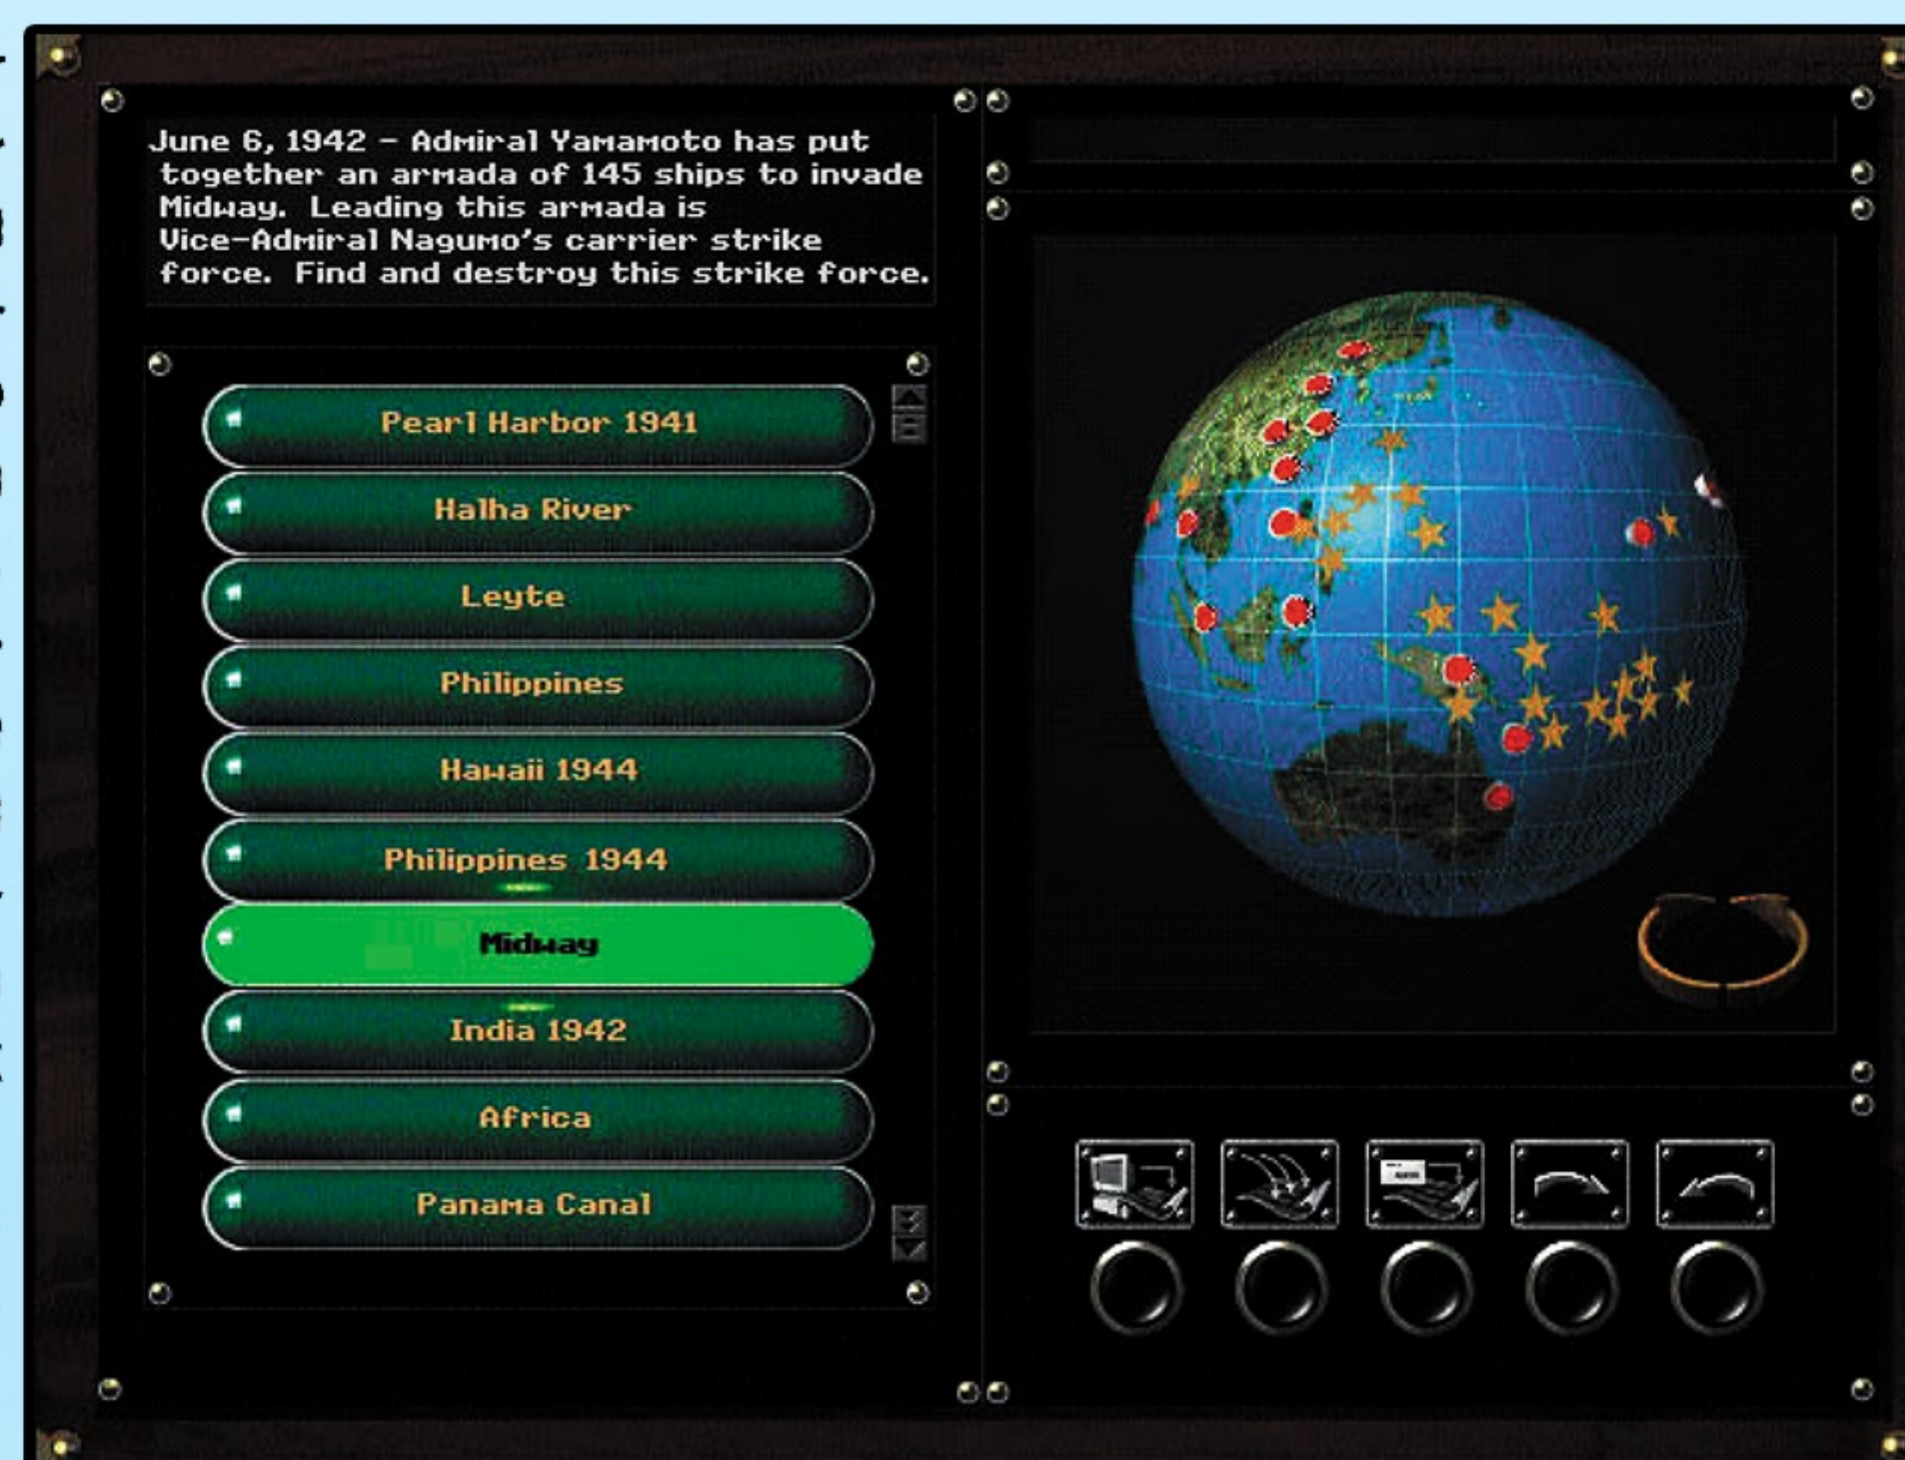 June 6, 1942 - Admiral Yamamoto has put
together an armada of 145 ships to invade
Midway. Leading this armada is
Vice-Admiral Nagumo's carrier strike
force. Find and destroy this strike force.
Pearl Harbor 1941
Halha River
Leyte
Philippines
Hawaii 1944
Philippines 1944
Midway
India 1942
Africa
Panama Canal